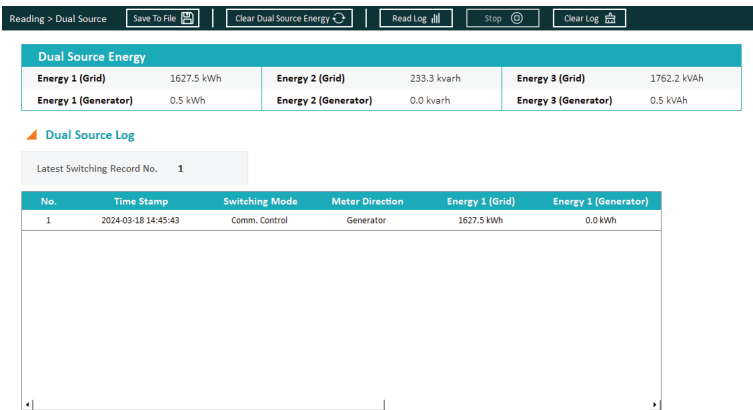 Reading > Dual Source Save To File Clear Dual Source Energy Read Log Stop Clear Log
Dual Source Energy
Energy 1 (Grid) 1627.5 kWh Energy 2 (Grid) 233.3 kvarh Energy 3 (Grid) 1762.2 kVAh
Energy 1 (Generator) 0.5 kWh Energy 2 (Generator) 0.0 kvarh Energy 3 (Generator) 0.5 kVAh
Dual Source Log
Latest Switching Record No. 1
No. Time Stamp Switching Mode Meter Direction Energy 1 (Grid) Energy 1 (Generator)
1 2024-03-18 14:45:43 Comm. Control Generator 1627.5 kWh 0.0 kWh